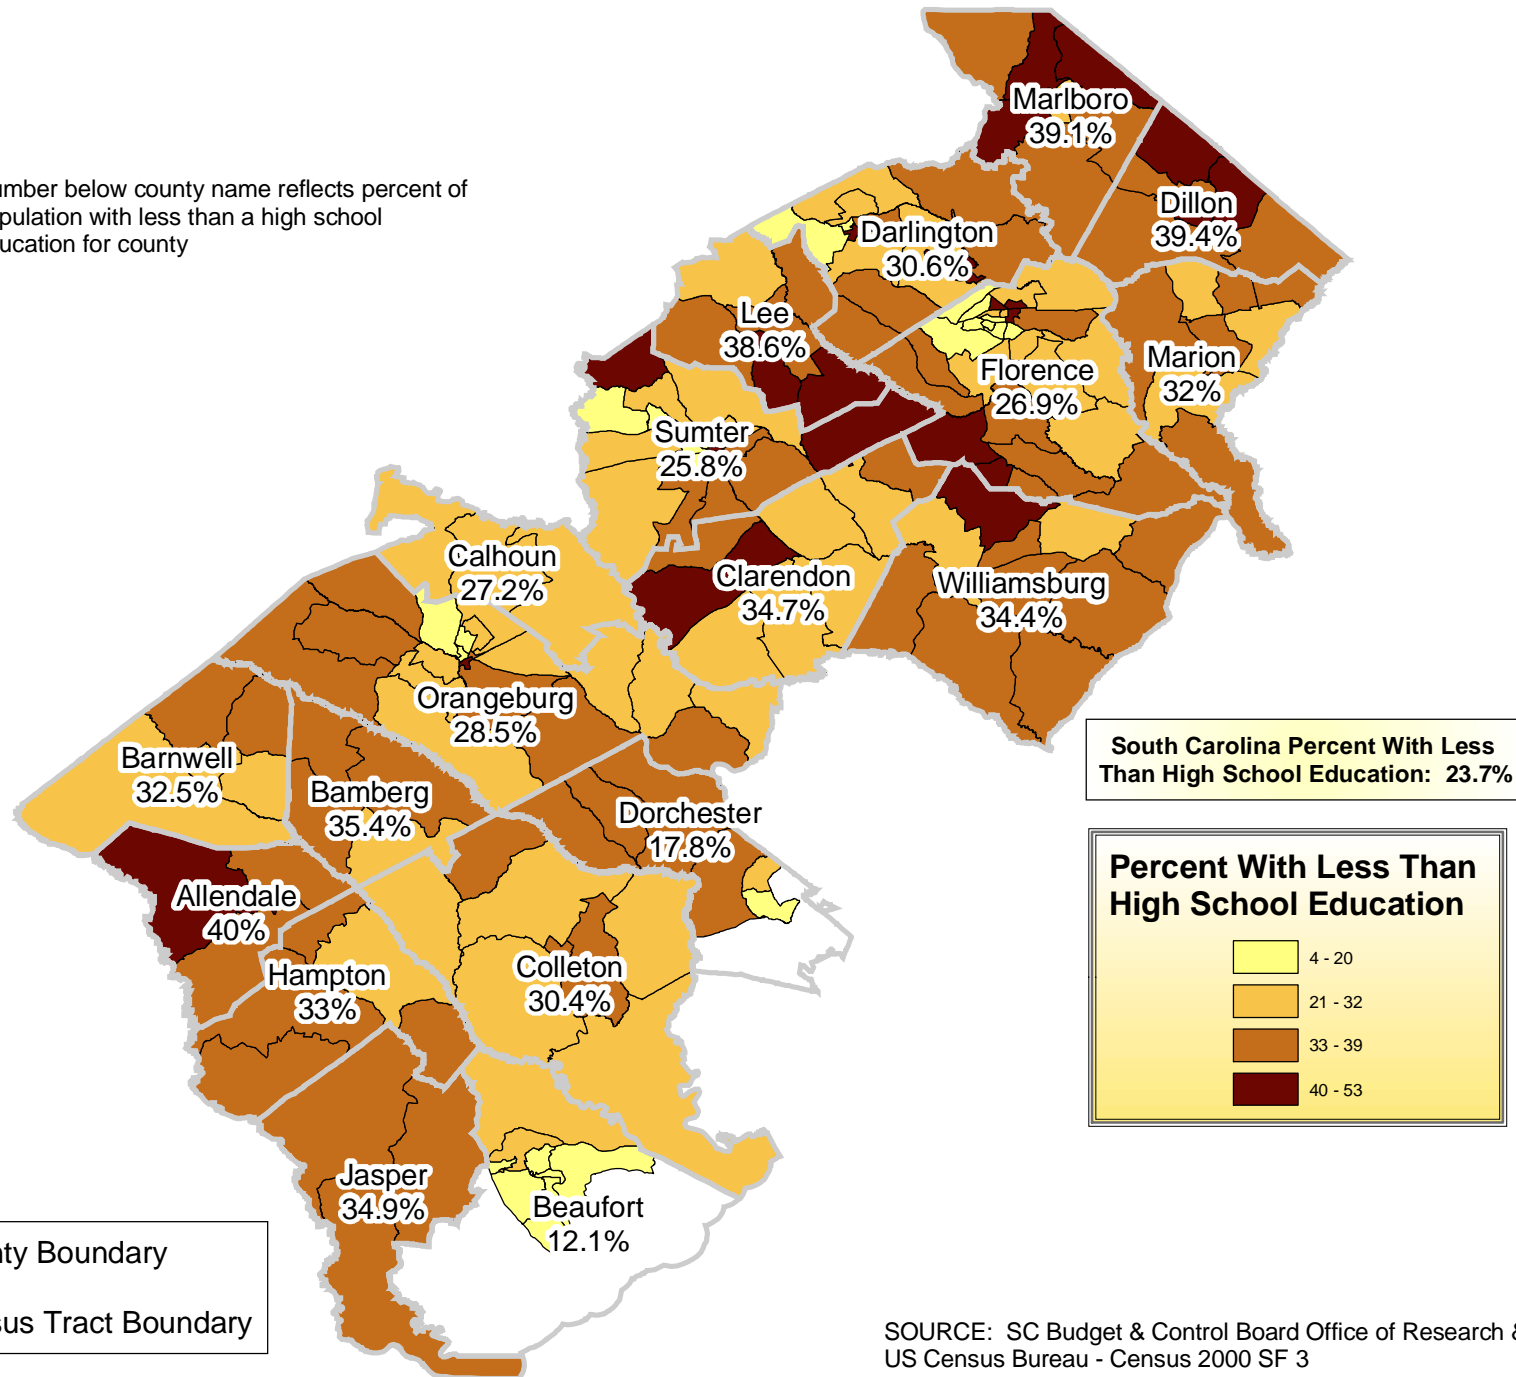 Marlboro
39.1%
umber below county name reflects percent of
pulation with less than a high school
ucation for county
Dillon
39.4%
Darlington
30.6%
Lee
38.6%
Marion
32%
Florence
26.9%
Sumter
25.8%
Calhoun
27.2%
Clarendon
34.7%
Williamsburg
34.4%
Orangeburg
28.5%
Barnwell
32.5%
Bamberg
35.4%
Dorchester
17.8%
Allendale
40%
Hampton
33%
Colleton
30.4%
Jasper
34.9%
Beaufort
12.1%
South Carolina Percent With Less
Than High School Education: 23.7%
Percent With Less Than
High School Education
4 - 20
21 - 32
33 - 39
40 - 53
nty Boundary
sus Tract Boundary
SOURCE: SC Budget & Control Board Office of Research &
US Census Bureau - Census 2000 SF 3